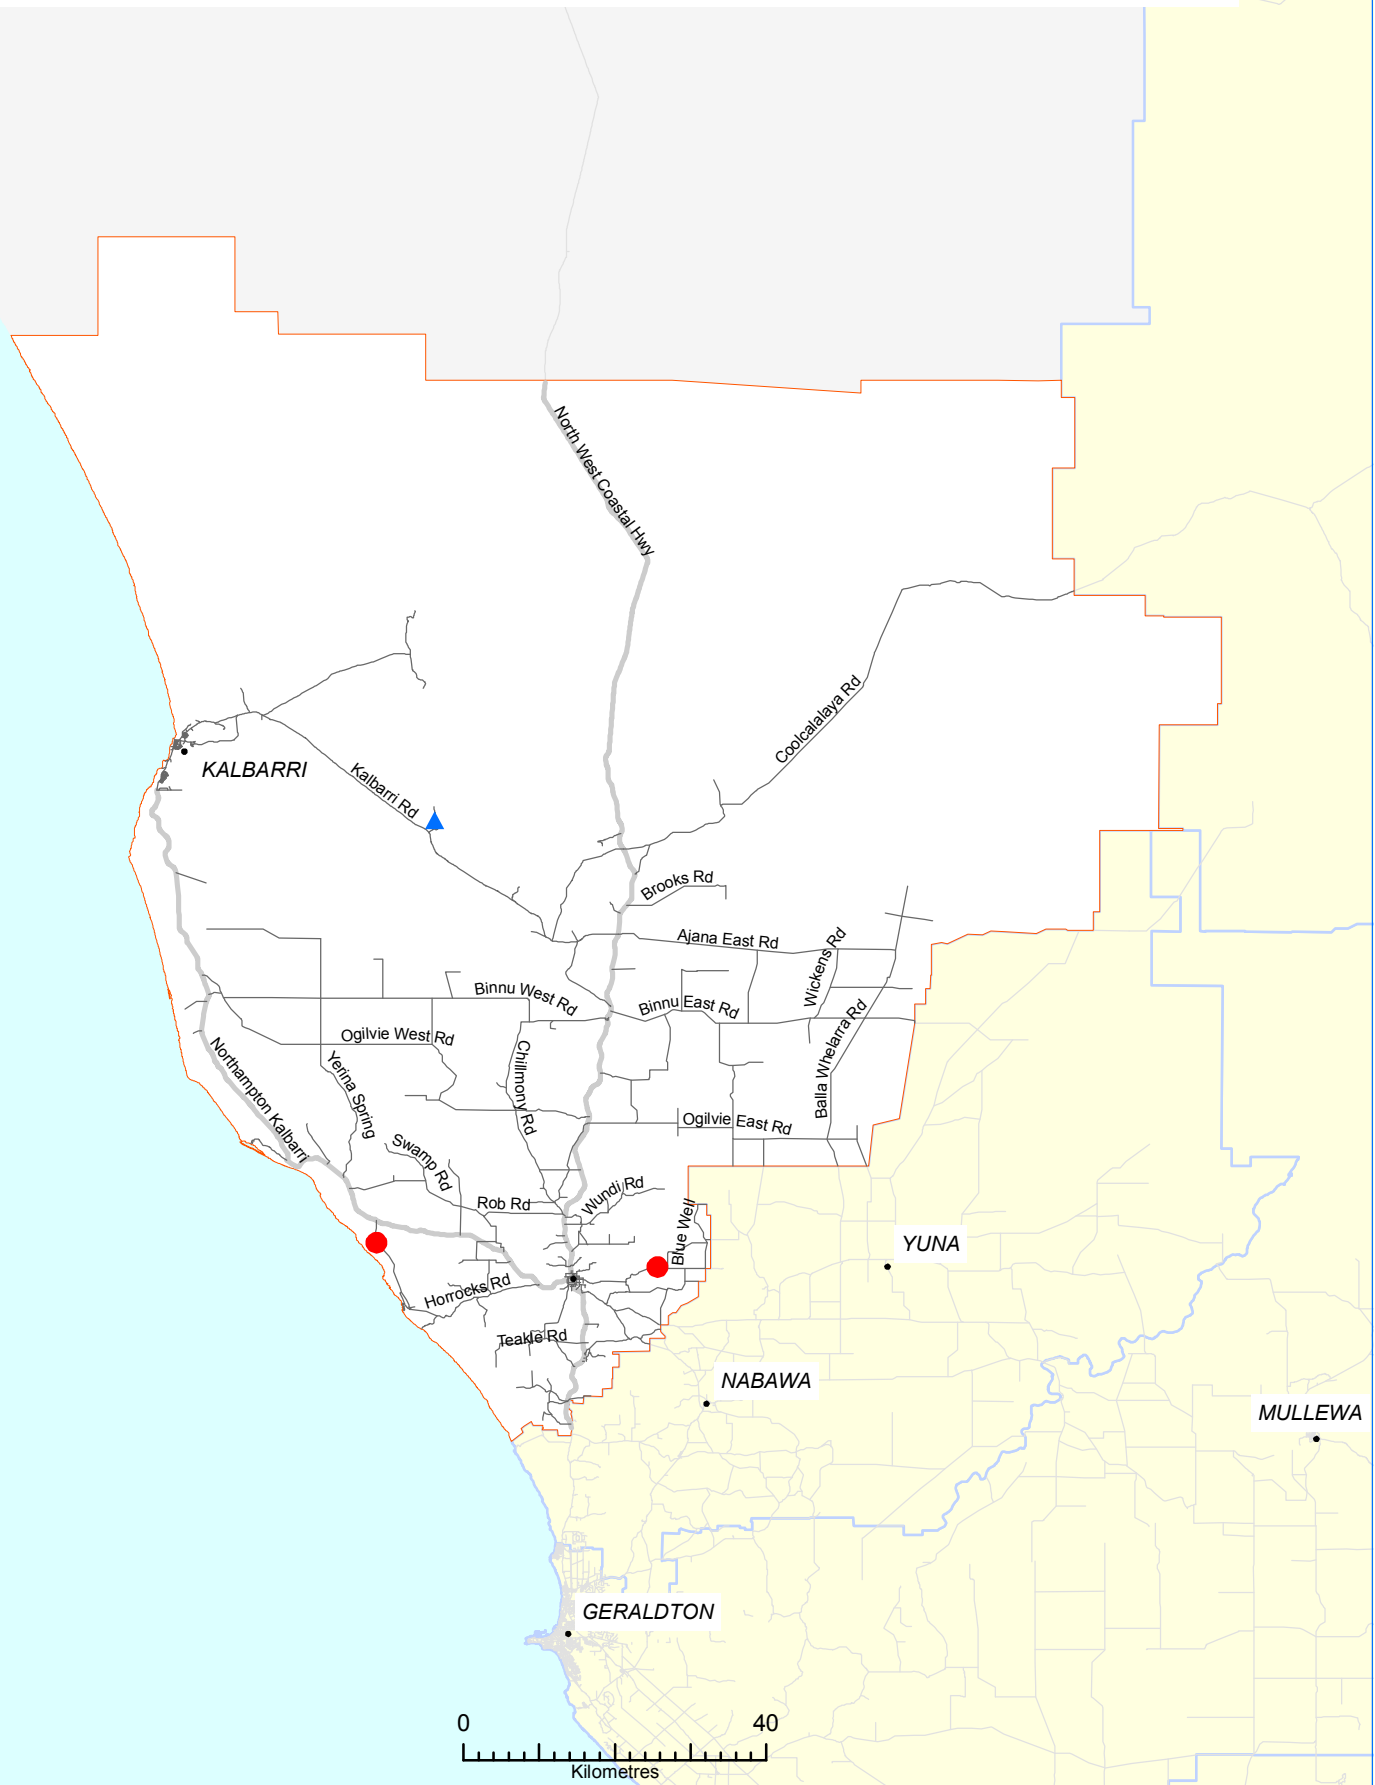 North West Coastal Hwy
Coolcalalaya Rd
KALBARRI
Kalbarri Rd
Brooks Rd
Ajana East Rd
Wickens Rd
Binnu West Rd
Binnu East Rd
Ogilvie West Rd
Balla Whelarra Rd
Chillmony Rd
Yerina Spring
Northampton Kalbarri
Ogilvie East Rd
Swamp Rd
Rob Rd
Wundi Rd
Blue Well
YUNA
Horrocks Rd
Teakle Rd
NABAWA
MULLEWA
GERALDTON
0 40
Kilometres